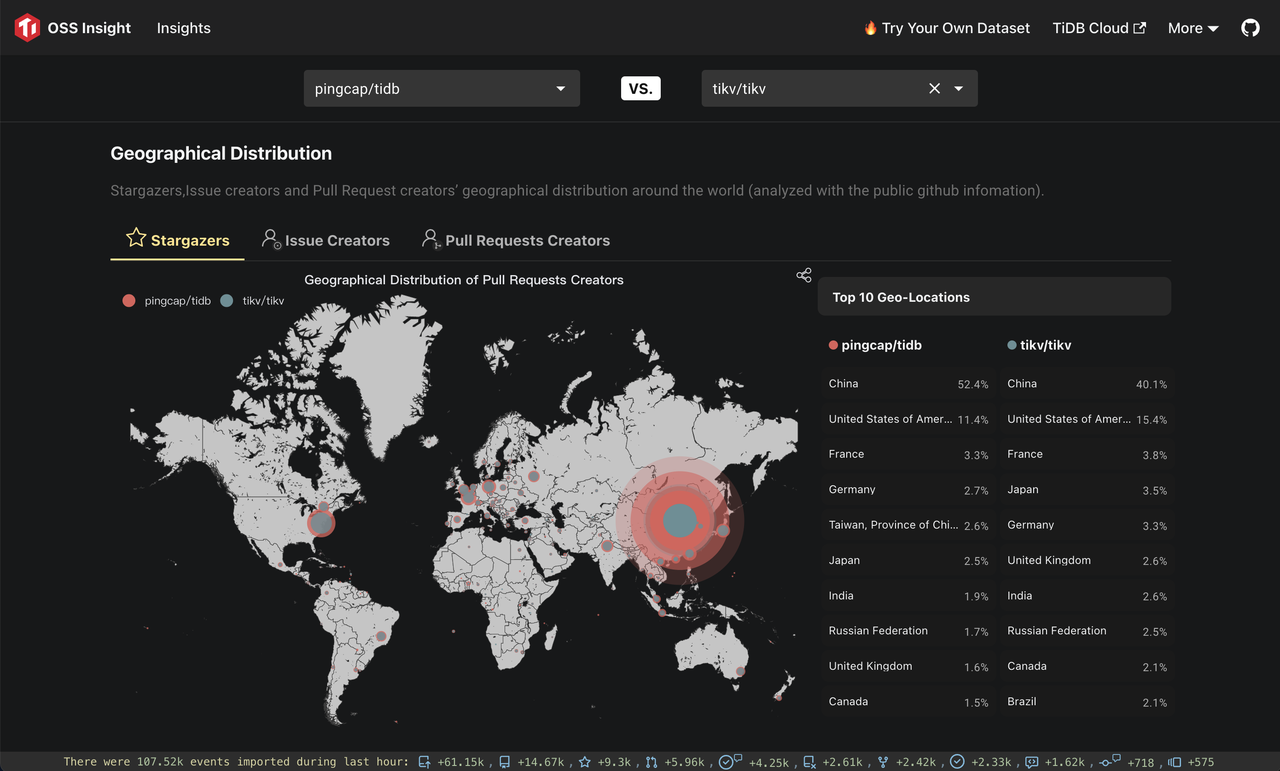 OSS Insight Insights 🔥 Try Your Own Dataset TiDB Cloud More
pingcap/tidb VS. tikv/tikv
Geographical Distribution
Stargazers,Issue creators and Pull Request creators’ geographical distribution around the world (analyzed with the public github infomation).
Stargazers Issue Creators Pull Requests Creators
Geographical Distribution of Pull Requests Creators
pingcap/tidb tikv/tikv
Top 10 Geo-Locations
pingcap/tidb tikv/tikv
China 52.4% China 40.1%
United States of Amer... 11.4% United States of Amer... 15.4%
France 3.3% France 3.8%
Germany 2.7% Japan 3.5%
Taiwan, Province of Chi... 2.6% Germany 3.3%
Japan 2.5% United Kingdom 2.6%
India 1.9% India 2.6%
Russian Federation 1.7% Russian Federation 2.5%
United Kingdom 1.6% Canada 2.1%
Canada 1.5% Brazil 2.1%
There were 107.52k events imported during last hour: +61.15k , +14.67k , +9.3k , +5.96k , +4.25k , +2.61k , +2.42k , +2.33k , +1.62k , +718 , +575